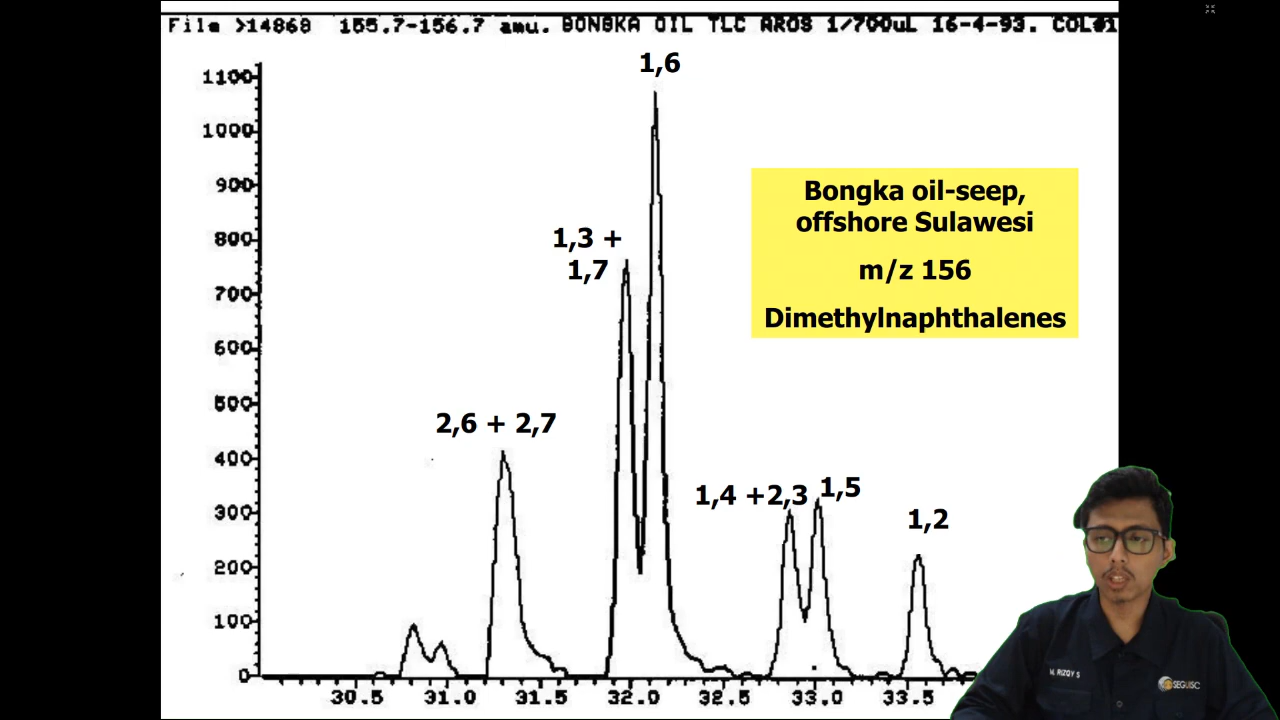 File >14868 155.7-156.7 amu. BONGKA OIL TLC AROS 1/700uL 16-4-93. COL#1
1100
1000
900
800
700
600
500
400
300
200
100
0
1,6
1,3 +
1,7
2,6 + 2,7
1,4 +2,3
1,5
1,2
Bongka oil-seep,
offshore Sulawesi
m/z 156
Dimethylnaphthalenes
30.5 31.0 31.5 32.0 32.5 33.0 33.5
M. RIZQY S
SEGUISC